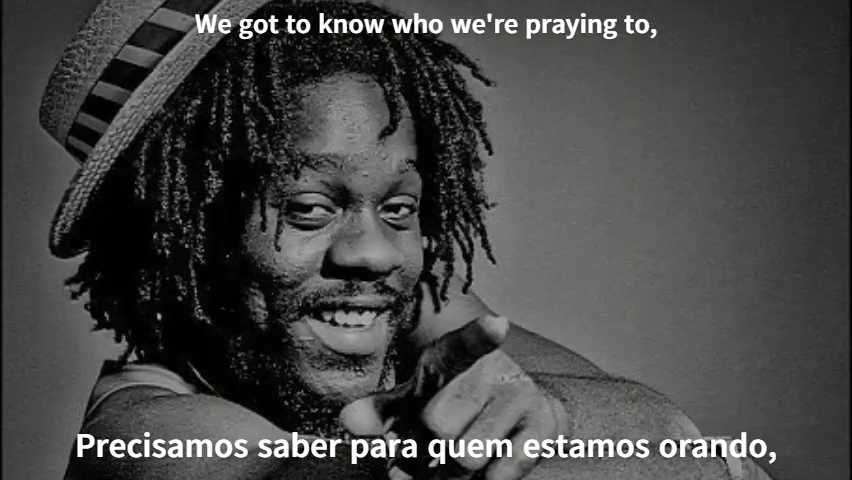 We got to know who we're praying to,
Precisamos saber para quem estamos orando,